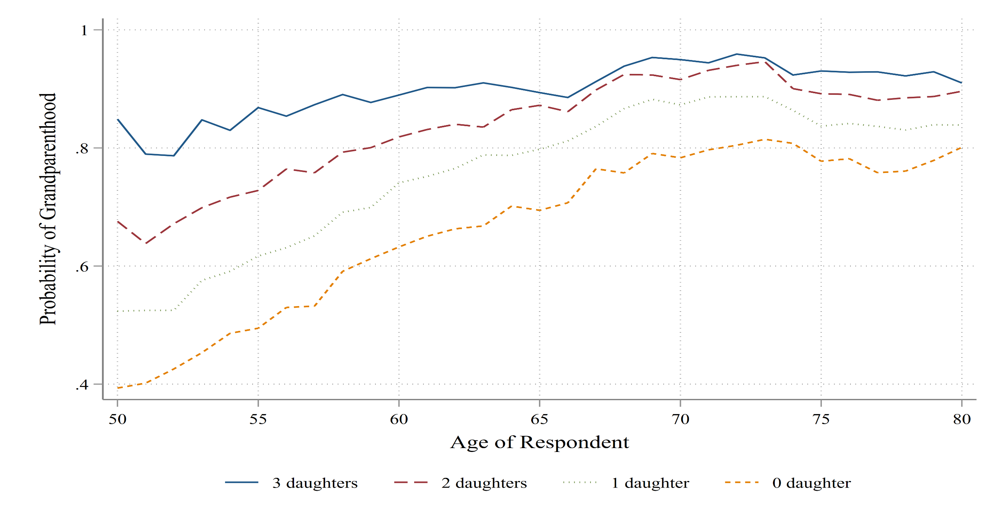 Probability of Grandparenthood
1
.8
.6
.4
50 55 60 65 70 75 80
Age of Respondent
3 daughters 2 daughters 1 daughter 0 daughter